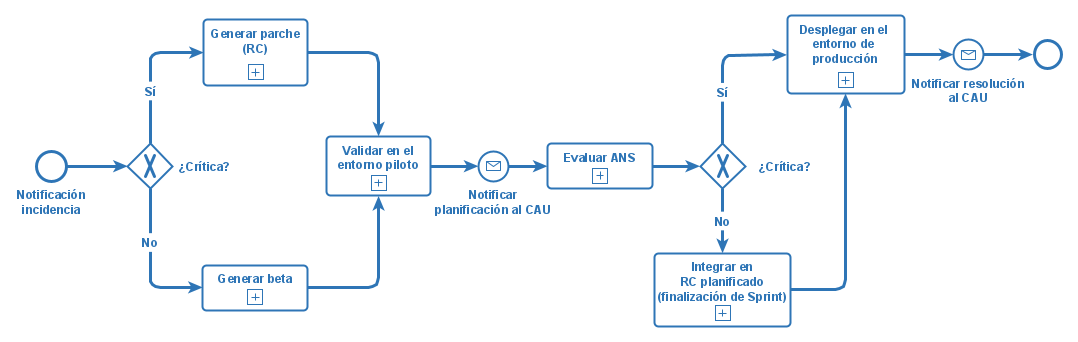 Notificación
incidencia
¿Crítica?
Sí
Generar parche
(RC)
No
Generar beta
Validar en el
entorno piloto
Notificar
planificación al CAU
Evaluar ANS
¿Crítica?
Sí
Desplegar en el
entorno de
producción
No
Integrar en
RC planificado
(finalización de Sprint)
Notificar resolución
al CAU